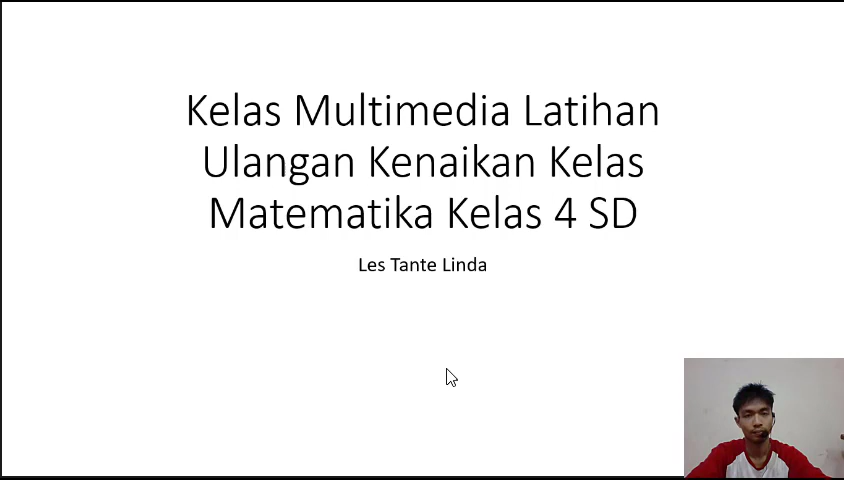 Kelas Multimedia Latihan
Ulangan Kenaikan Kelas
Matematika Kelas 4 SD
Les Tante Linda